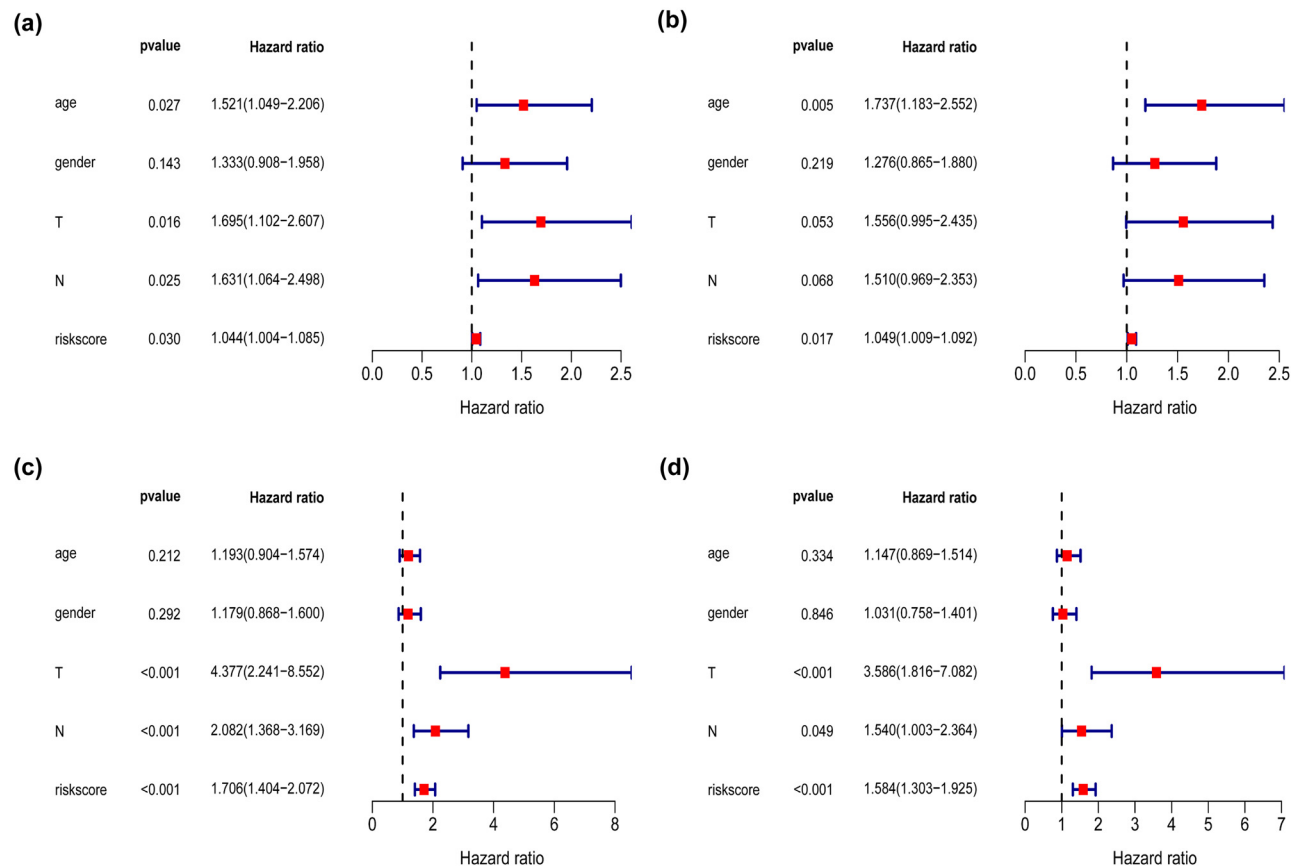 (a)
pvalue Hazard ratio
age 0.027 1.521(1.049−2.206)
gender 0.143 1.333(0.908−1.958)
T 0.016 1.695(1.102−2.607)
N 0.025 1.631(1.064−2.498)
riskscore 0.030 1.044(1.004−1.085)
0.0 0.5 1.0 1.5 2.0 2.5
Hazard ratio
(b)
pvalue Hazard ratio
age 0.005 1.737(1.183−2.552)
gender 0.219 1.276(0.865−1.880)
T 0.053 1.556(0.995−2.435)
N 0.068 1.510(0.969−2.353)
riskscore 0.017 1.049(1.009−1.092)
0.0 0.5 1.0 1.5 2.0 2.5
Hazard ratio
(c)
pvalue Hazard ratio
age 0.212 1.193(0.904−1.574)
gender 0.292 1.179(0.868−1.600)
T <0.001 4.377(2.241−8.552)
N <0.001 2.082(1.368−3.169)
riskscore <0.001 1.706(1.404−2.072)
0 2 4 6 8
Hazard ratio
(d)
pvalue Hazard ratio
age 0.334 1.147(0.869−1.514)
gender 0.846 1.031(0.758−1.401)
T <0.001 3.586(1.816−7.082)
N 0.049 1.540(1.003−2.364)
riskscore <0.001 1.584(1.303−1.925)
0 1 2 3 4 5 6 7
Hazard ratio